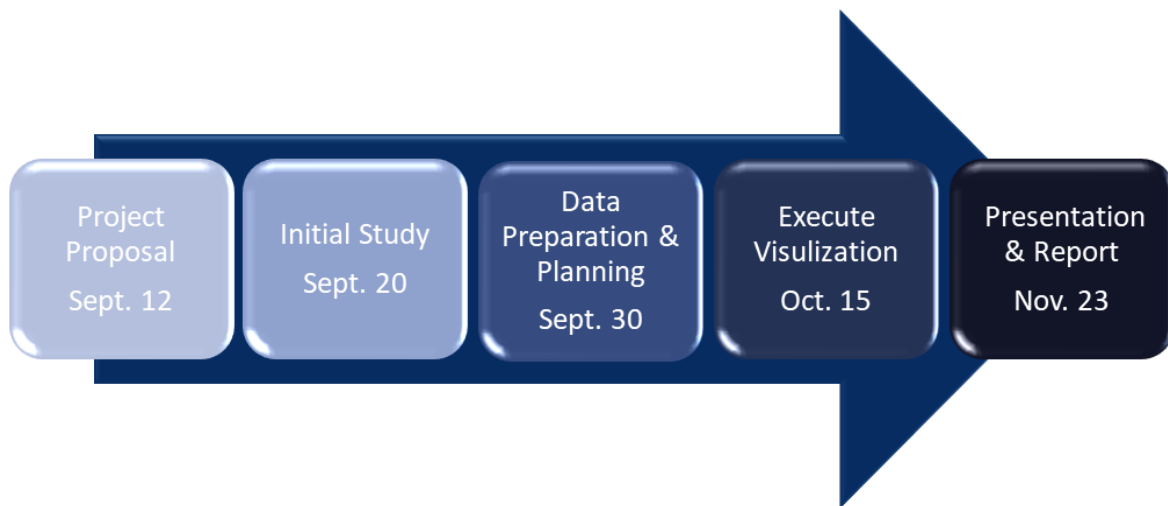 Project
Proposal
Sept. 12
Initial Study
Sept. 20
Data
Preparation &
Planning
Sept. 30
Execute
Visulization
Oct. 15
Presentation
& Report
Nov. 23